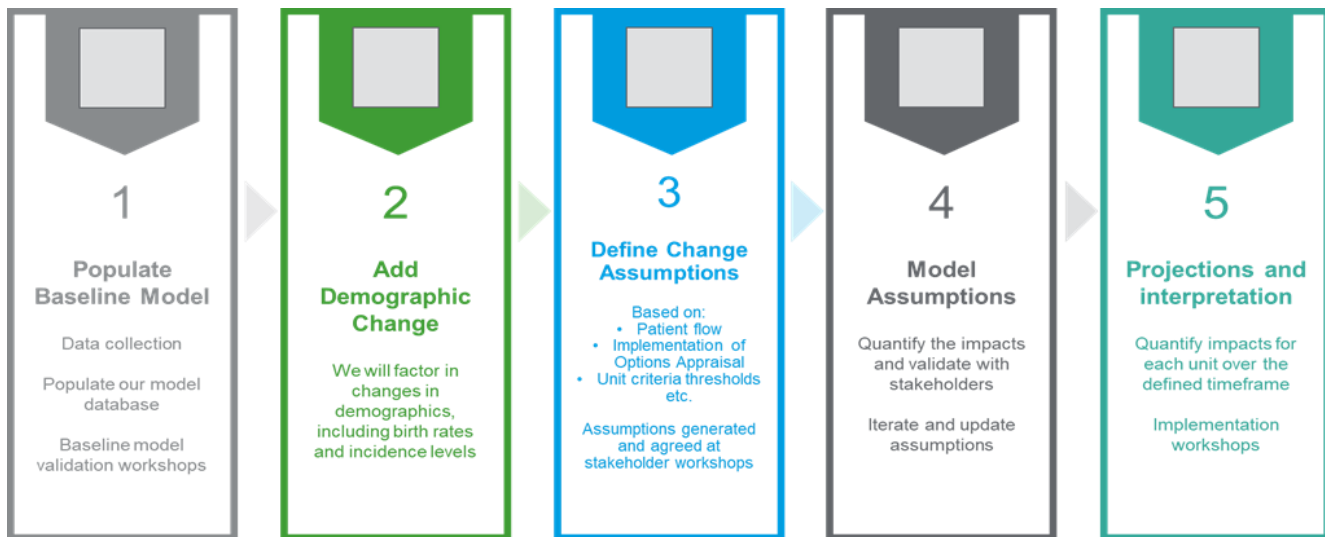 1
Populate
Baseline Model
Data collection
Populate our model
database
Baseline model
validation workshops
2
Add
Demographic
Change
We will factor in
changes in
demographics,
including birth rates
and incidence levels
3
Define Change
Assumptions
Based on:
• Patient flow
• Implementation of
Options Appraisal
• Unit criteria thresholds
etc.
Assumptions generated
and agreed at
stakeholder workshops
4
Model
Assumptions
Quantify the impacts
and validate with
stakeholders
Iterate and update
assumptions
5
Projections and
interpretation
Quantify impacts for
each unit over the
defined timeframe
Implementation
workshops